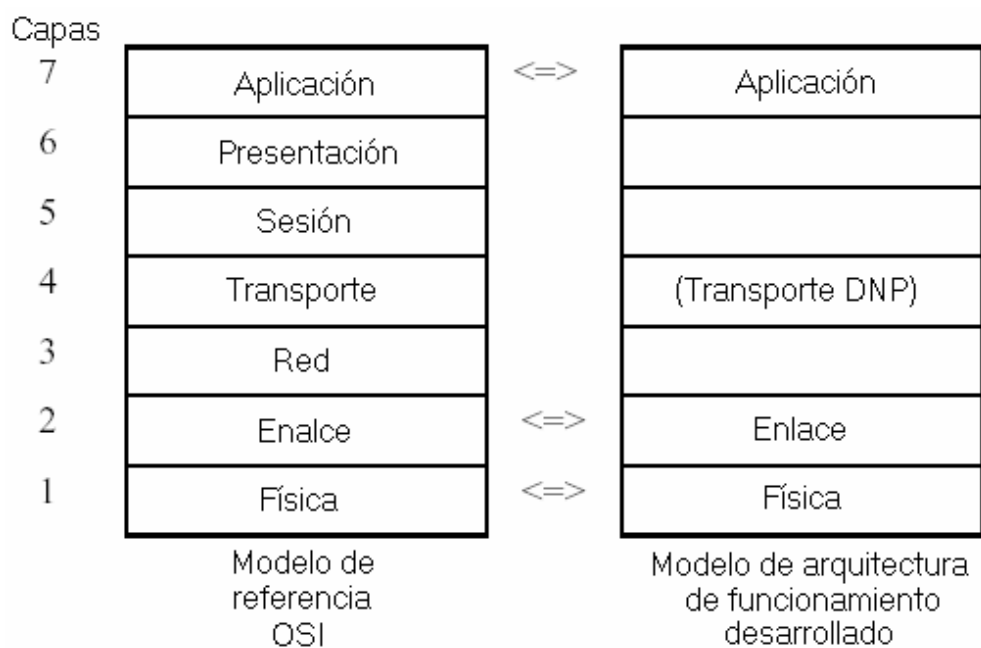 Capas
7 Aplicación <=> Aplicación
6 Presentación
5 Sesión
4 Transporte (Transporte DNP)
3 Red
2 Enalce <=> Enlace
1 Física <=> Física
Modelo de
referencia
OSI
Modelo de arquitectura
de funcionamiento
desarrollado